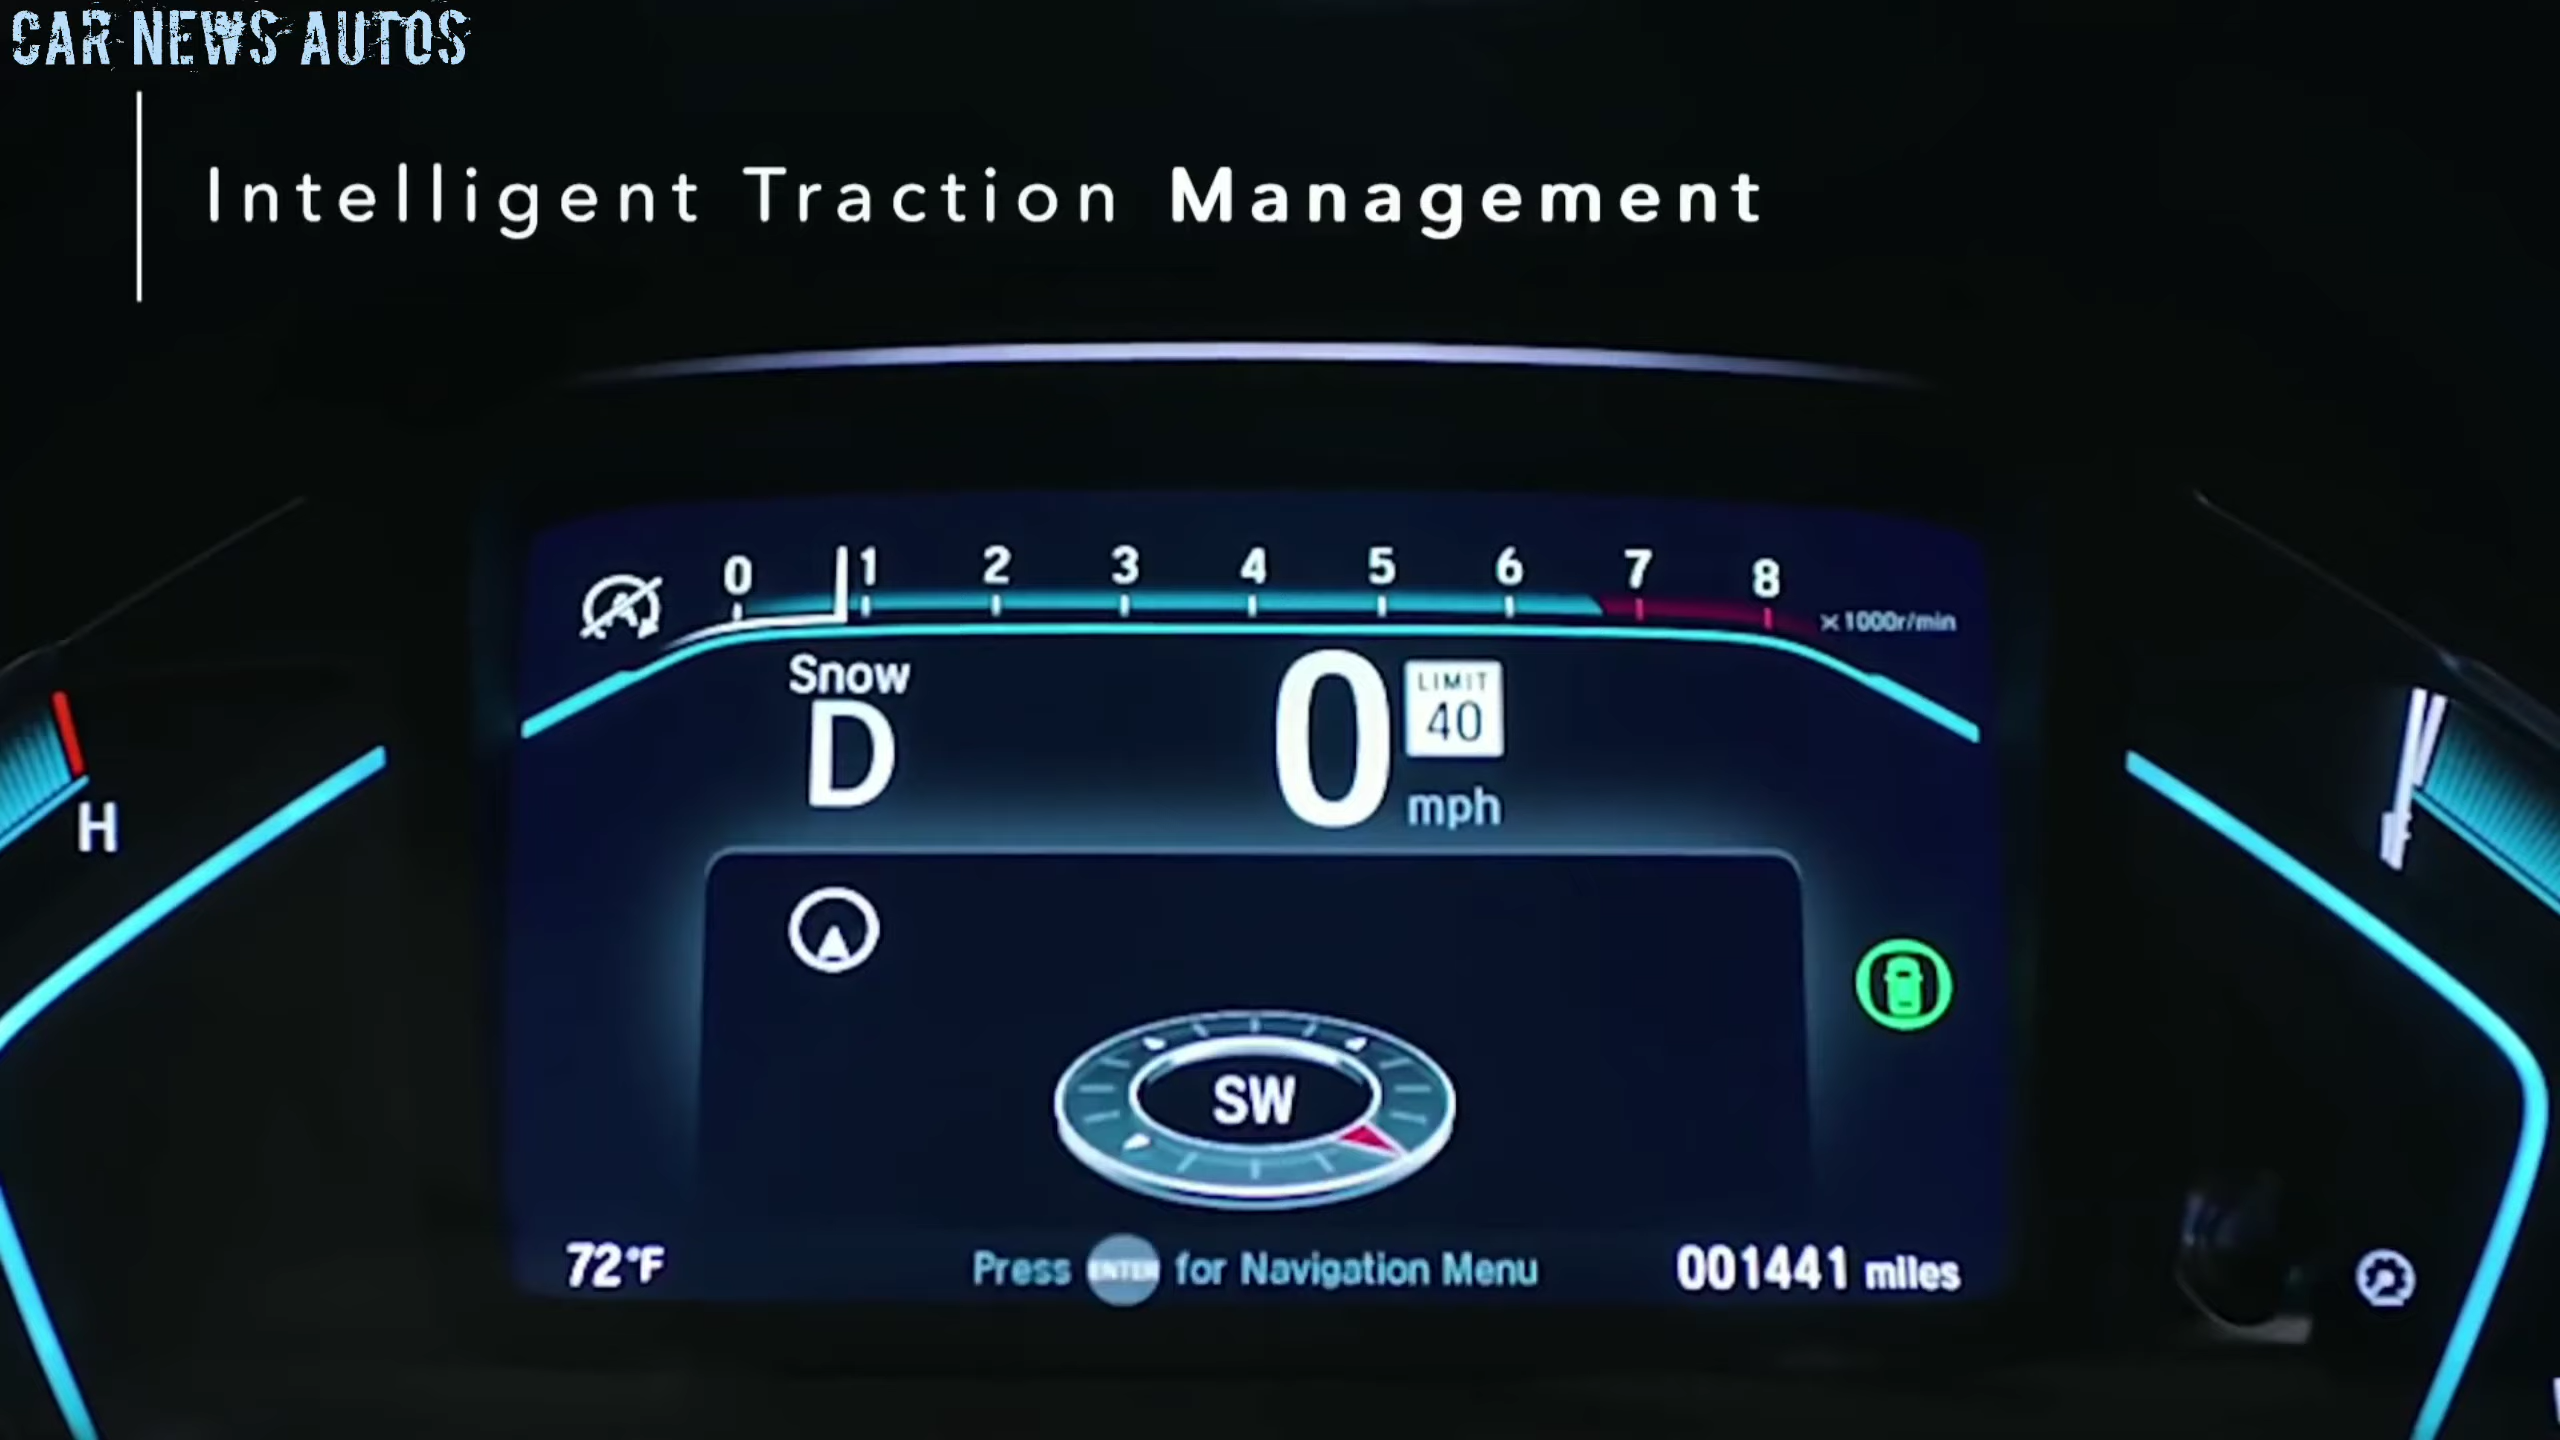 CAR NEWS AUTOS
Intelligent Traction Management
0 1 2 3 4 5 6 7 8
×1000r/min
Snow
D
0
LIMIT
40
mph
H
SW
72°F
Press ENTER for Navigation Menu
001441 miles